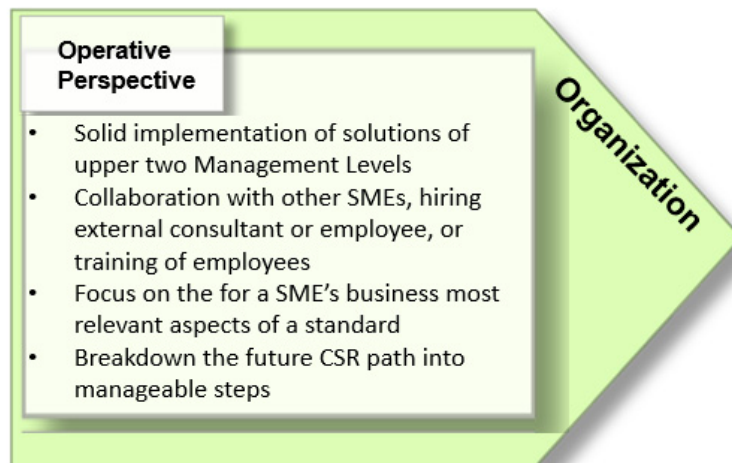 Operative
Perspective
• Solid implementation of solutions of
upper two Management Levels
• Collaboration with other SMEs, hiring
external consultant or employee, or
training of employees
• Focus on the for a SME's business most
relevant aspects of a standard
• Breakdown the future CSR path into
manageable steps
Organization